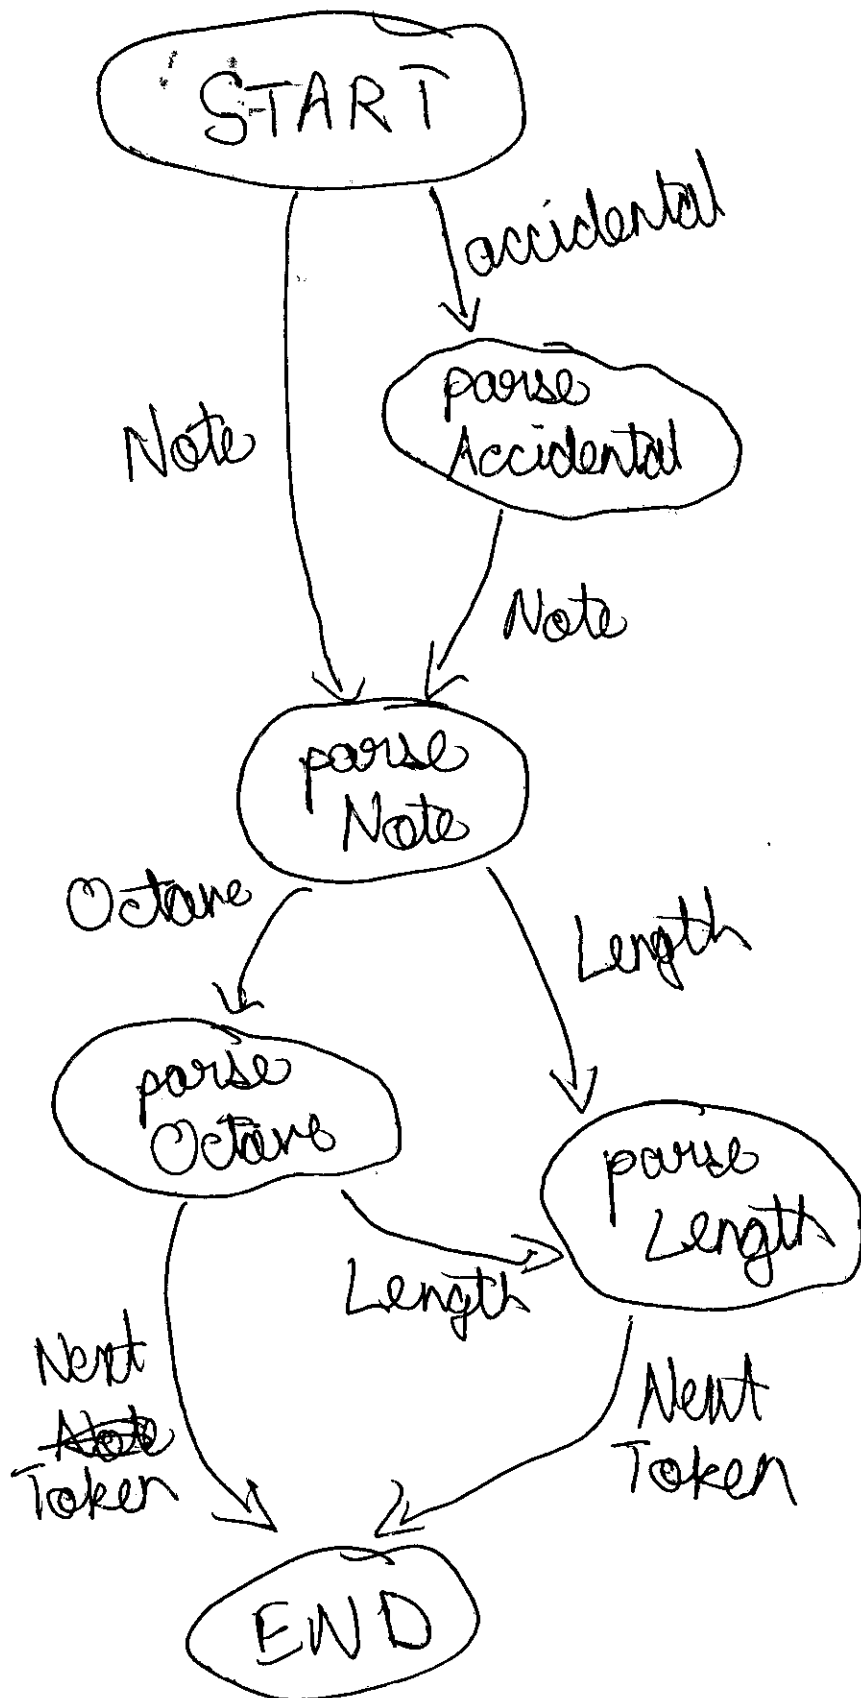 START
accidental
parse
Accidental
Note
Note
parse
Note
Octave
Length
parse
Octave
parse
Length
Length
Next
Note
Token
Next
Token
END